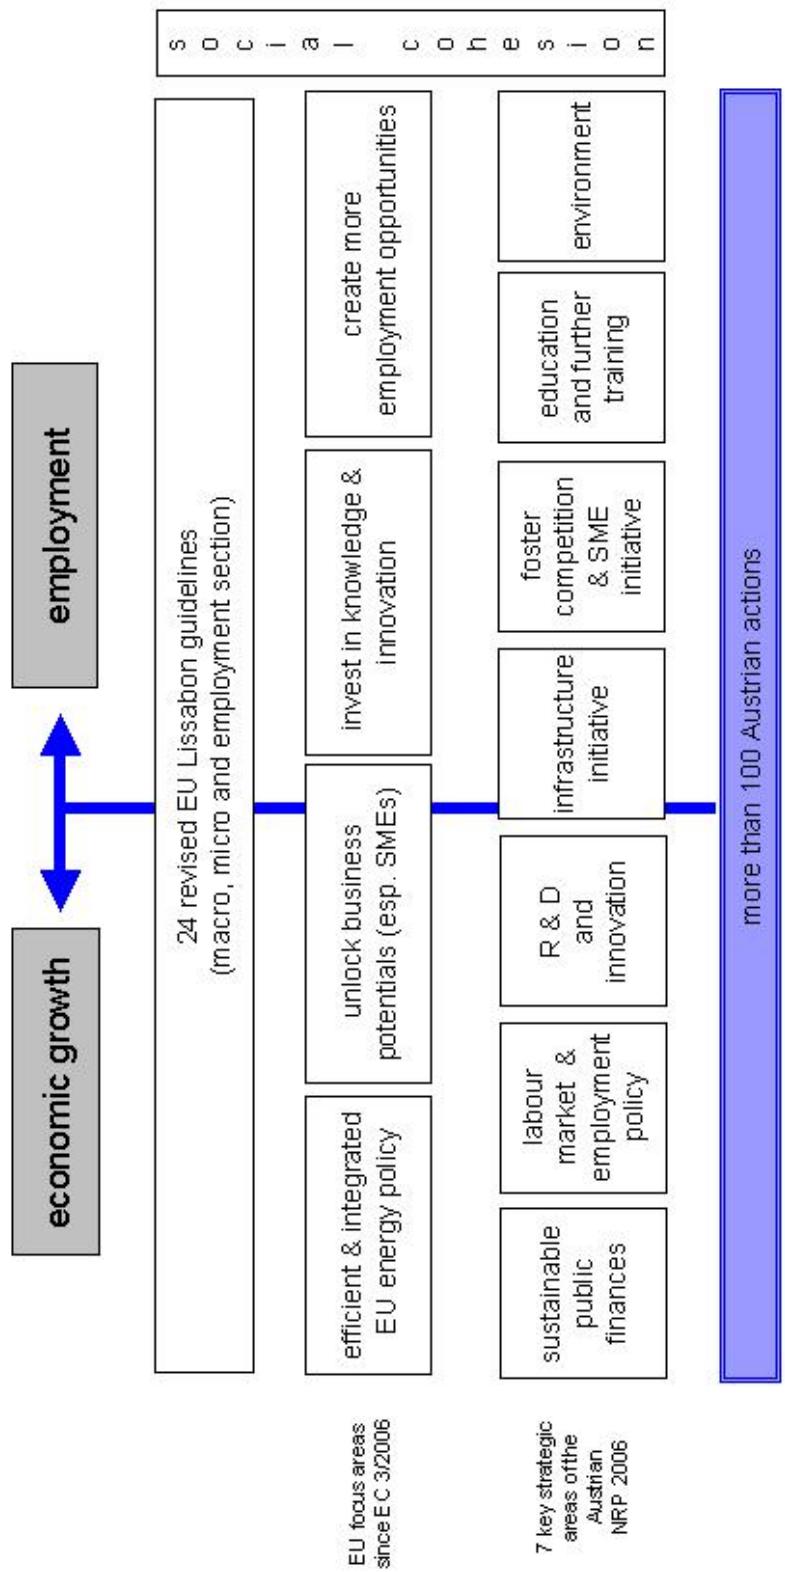 economic growth
employment
24 revised EU Lissabon guidelines
(macro, micro and employment section)
social cohesion
EU focus areas
since EC 3/2006
efficient & integrated
EU energy policy
unlock business
potentials (esp. SMEs)
invest in knowledge &
innovation
create more
employment opportunities
7 key strategic
areas of the
Austrian
NRP 2006
sustainable
public
finances
labour
market &
employment
policy
R & D
and
innovation
infrastructure
initiative
foster
competition
& SME
initiative
education
and further
training
environment
more than 100 Austrian actions